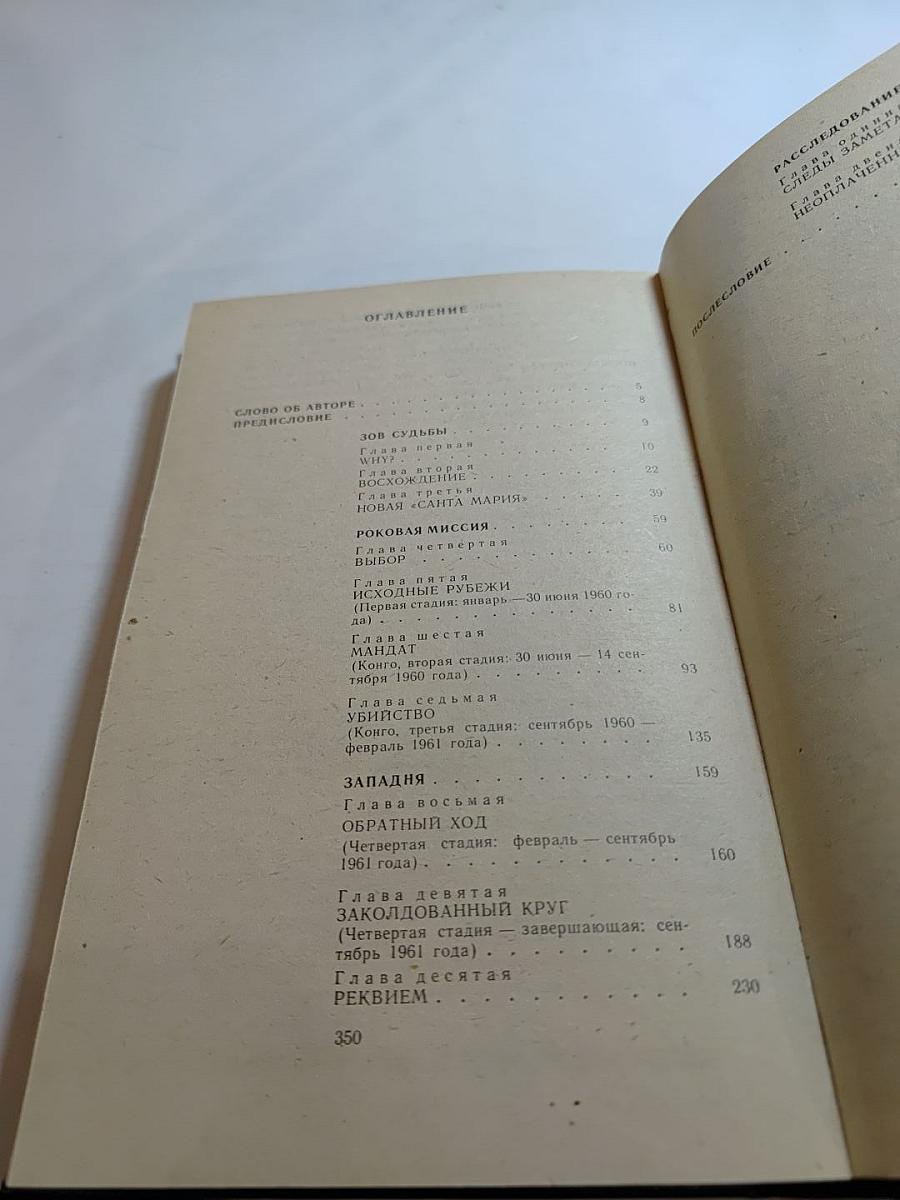 ОГЛАВЛЕНИЕ
СЛОВО ОБ АВТОРЕ . . . . . . . . . . . . 5
ПРЕДИСЛОВИЕ . . . . . . . . . . . . 8
ЗОВ СУДЬБЫ . . . . . . . . . 9
Глава первая
WHY? . . . . . . . . . . 10
Глава вторая
ВОСХОЖДЕНИЕ . . . . . . . . 22
Глава третья
НОВАЯ «САНТА МАРИЯ» . . . . . 39
РОКОВАЯ МИССИЯ . . . . . . . . 59
Глава четвертая
ВЫБОР . . . . . . . . . . 60
Глава пятая
ИСХОДНЫЕ РУБЕЖИ
(Первая стадия: январь —30 июня 1960 го-
да) . . . . . . . . . . . . 81
Глава шестая
МАНДАТ
(Конго, вторая стадия: 30 июня — 14 сен-
тября 1960 года) . . . . . . . . 93
Глава седьмая
УБИЙСТВО
(Конго, третья стадия: сентябрь 1960 —
февраль 1961 года) . . . . . . . 135
ЗАПАДНЯ . . . . . . . . . . 159
Глава восьмая
ОБРАТНЫЙ ХОД
(Четвертая стадия: февраль — сентябрь
1961 года) . . . . . . . . . . . 160
Глава девятая
ЗАКОЛДОВАННЫЙ КРУГ
(Четвертая стадия — завершающая: сен-
тябрь 1961 года) . . . . . . . . . 188
Глава десятая
РЕКВИЕМ . . . . . . . . . . 230
350
РАССЛЕДОВАНИЕ
Глава
СЛЕДЫ
Глава
ПОСЛЕСЛОВИЕ . . . . .